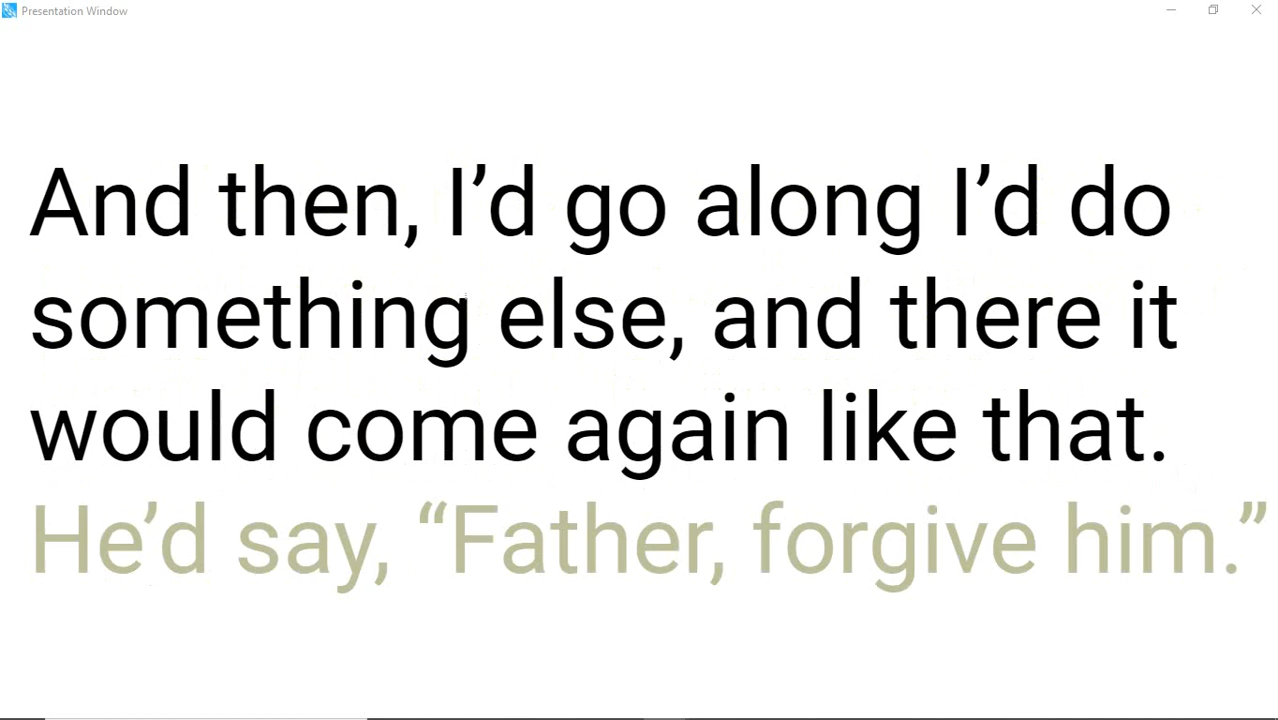 Presentation Window
And then, I’d go along I’d do
something else, and there it
would come again like that.
He’d say, “Father, forgive him.”